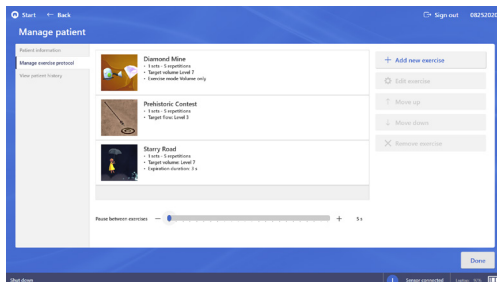 Start ← Back
Sign out 08252020
Manage patient
Patient information
Manage exercise protocol
View patient history
Diamond Mine
• 1 sets - 5 repetitions
• Target volume Level 7
• Exercise mode Volume only
Prehistoric Contest
• 1 sets - 5 repetitions
• Target flow: Level 3
Starry Road
• 1 sets - 5 repetitions
• Target volume: Level 7
• Expiration duration: 3 s
+ Add new exercise
Edit exercise
↑ Move up
↓ Move down
× Remove exercise
Pause between exercises − + 5 s
Done
Shut down
Sensor connected